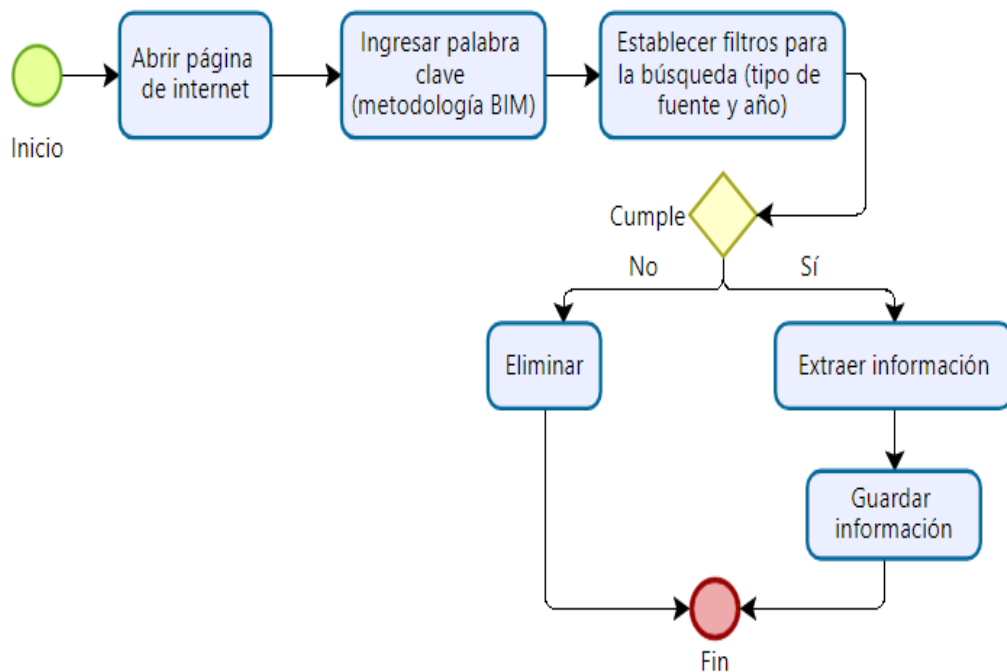 Inicio
Abrir página
de internet
Ingresar palabra
clave
(metodología BIM)
Establecer filtros para
la búsqueda (tipo de
fuente y año)
Cumple
No
Sí
Eliminar
Extraer información
Guardar
información
Fin